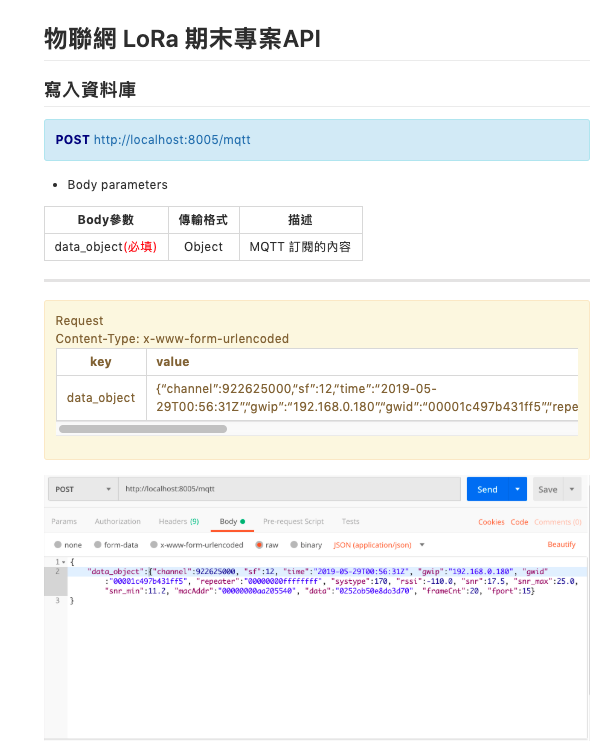 物聯網 LoRa 期末專案API
寫入資料庫
POST http://localhost:8005/mqtt
Body parameters
Body參數 傳輸格式 描述
data_object(必填) Object MQTT 訂閱的內容
Request
Content-Type: x-www-form-urlencoded
key value
data_object {"channel":922625000,"sf":12,"time":"2019-05-
29T00:56:31Z","gwip":"192.168.0.180","gwid":"00001c497b431ff5","repe
POST http://localhost:8005/mqtt Send Save
Params Authorization Headers (9) Body Pre-request Script Tests Cookies Code Comments (0)
none form-data x-www-form-urlencoded raw binary JSON (application/json) Beautify
1 {
2 "data_object":{"channel":922625000, "sf":12, "time":"2019-05-29T00:56:31Z", "gwip":"192.168.0.180", "gwid"
:"00001c497b431ff5", "repeater":"00000000ffffffff", "systype":170, "rssi":-110.0, "snr":17.5, "snr_max":25.0,
"snr_min":11.2, "macAddr":"00000000aa205540", "data":"0252ob50e8da3d70", "frameCnt":20, "fport":15}
3 }